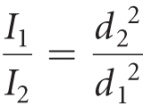 I₁/I₂ = d₂²/d₁²